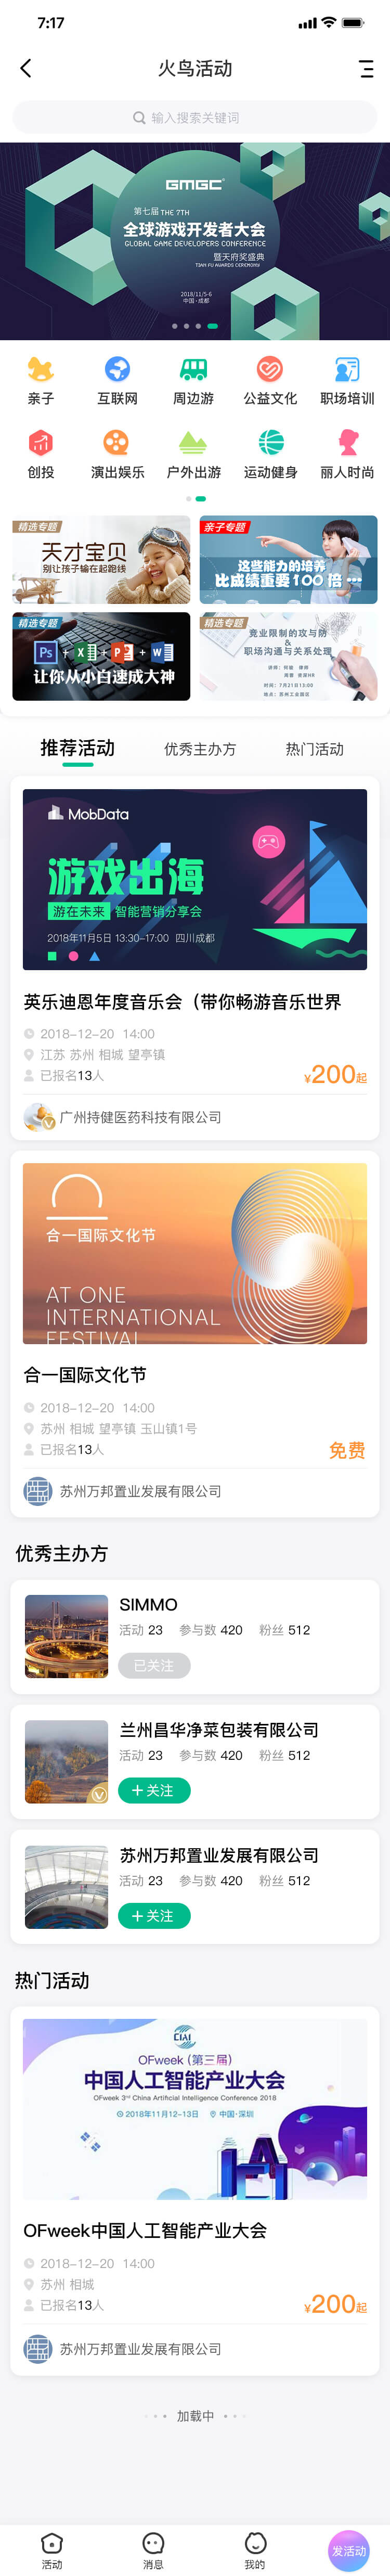 7:17
火鸟活动
输入搜索关键词
GMGC
第七届 THE 7TH
全球游戏开发者大会
GLOBAL GAME DEVELOPERS CONFERENCE
暨天府奖盛典
TIAN FU AWARDS CEREMONY
2018/11/5-6
中国·成都
亲子 互联网 周边游 公益文化 职场培训
创投 演出娱乐 户外出游 运动健身 丽人时尚
精选专题
天才宝贝
别让孩子输在起跑线
亲子专题
这些能力的培养
比成绩重要100倍...
精选专题
Ps + X + P + W
让你从小白速成大神
精选专题
竞业限制的攻与防
&
职场沟通与关系处理
时间：7月21日13:00
地点：苏州工业园区
推荐活动 优秀主办方 热门活动
MobData
游戏出海
游在未来 智能营销分享会
2018年11月5日 13:30-17:00 四川成都
英乐迪恩年度音乐会（带你畅游音乐世界
2018-12-20 14:00
江苏 苏州 相城 望亭镇
已报名13人
¥200起
广州持健医药科技有限公司
合一国际文化节
AT ONE
INTERNATIONAL
FESTIVAL
合一国际文化节
2018-12-20 14:00
苏州 相城 望亭镇 玉山镇1号
已报名13人
免费
苏州万邦置业发展有限公司
优秀主办方
SIMMO
活动 23 参与数 420 粉丝 512
已关注
兰州昌华净菜包装有限公司
活动 23 参与数 420 粉丝 512
+关注
苏州万邦置业发展有限公司
活动 23 参与数 420 粉丝 512
+关注
热门活动
CIAI
OFweek (第三届)
中国人工智能产业大会
OFweek 3rd China Artificial Intelligence Conference 2018
2018年11月12-13日 中国·深圳
AI
OFweek中国人工智能产业大会
2018-12-20 14:00
苏州 相城
已报名13人
¥200起
苏州万邦置业发展有限公司
加载中
活动 消息 我的 发活动